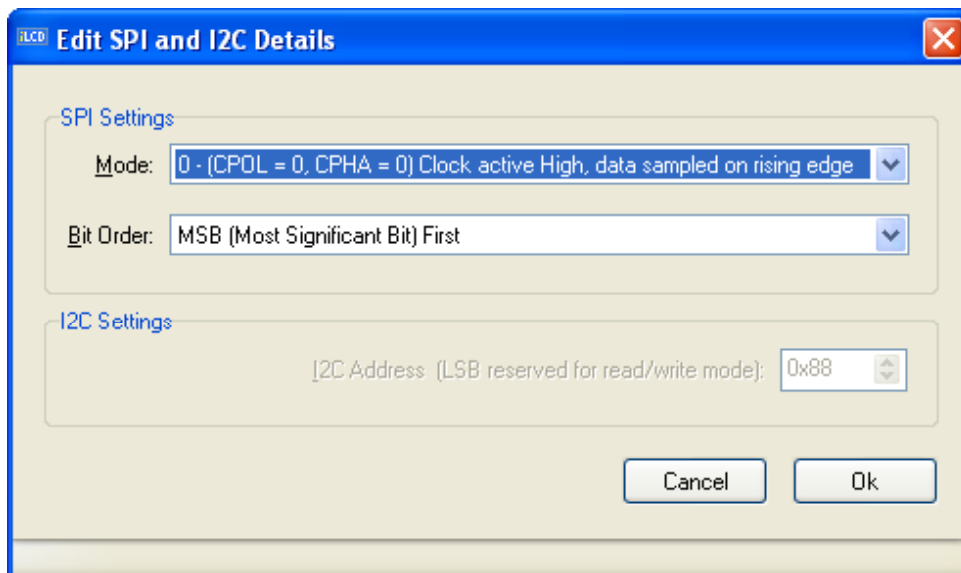 iLCD Edit SPI and I2C Details
SPI Settings
Mode: 0 - (CPOL = 0, CPHA = 0) Clock active High, data sampled on rising edge
Bit Order: MSB (Most Significant Bit) First
I2C Settings
I2C Address (LSB reserved for read/write mode): 0x88
Cancel Ok